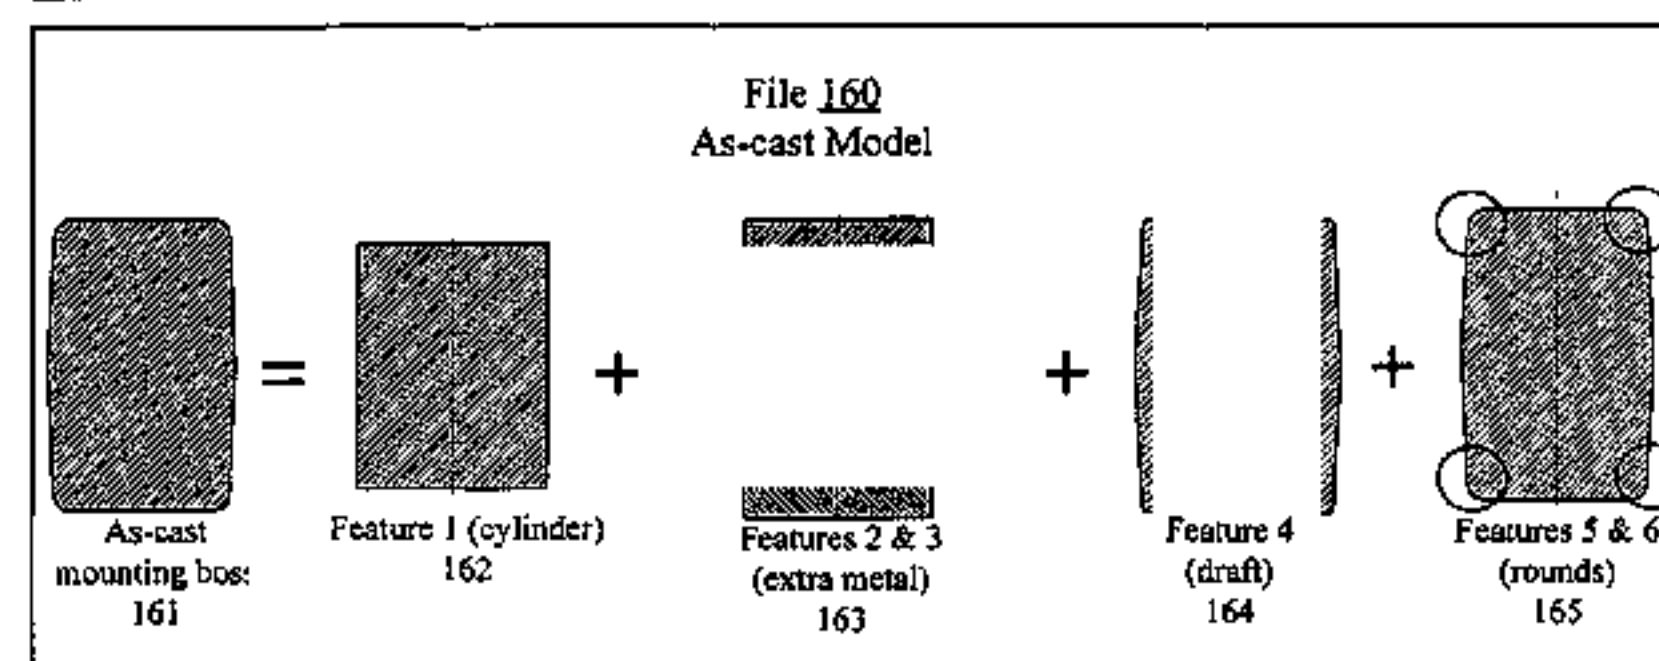 File 160
As-cast Model
= + + +
As-cast
mounting bos
161
Feature 1 (cylinder)
162
Features 2 & 3
(extra metal)
163
Feature 4
(draft)
164
Features 5 & 6
(rounds)
165